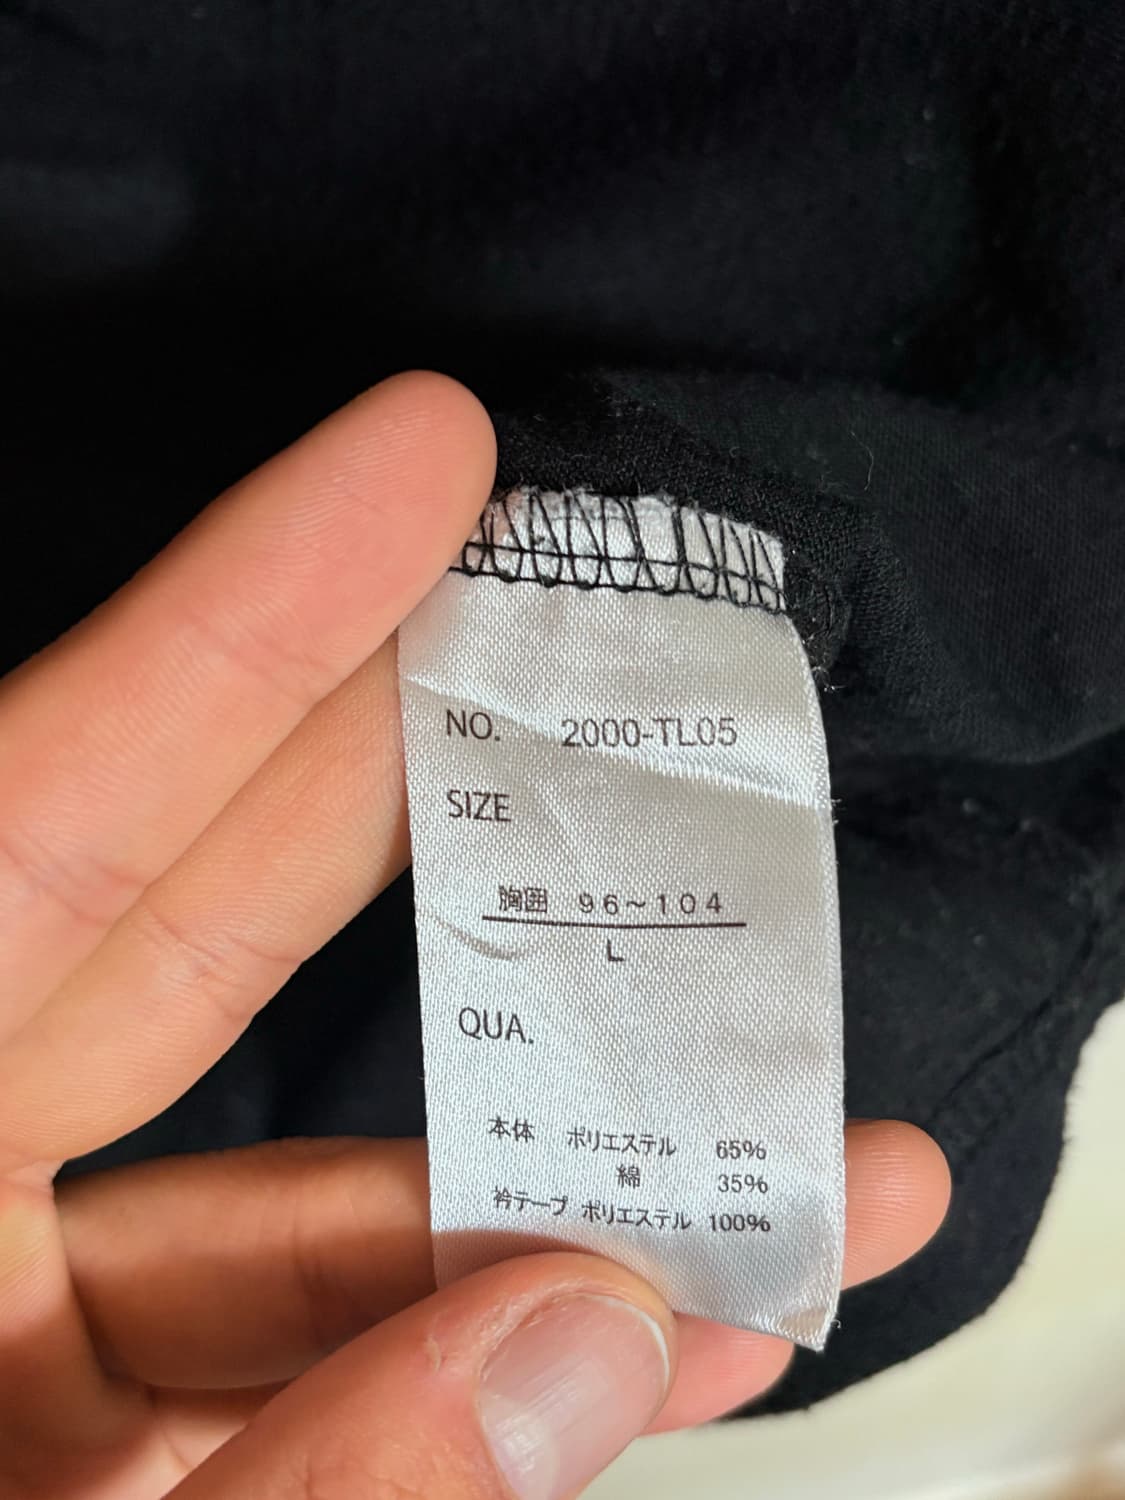 NO. 2000-TL05
SIZE
胸囲 96~104
L
QUA.
本体 ポリエステル 65%
綿 35%
衿テープ ポリエステル 100%